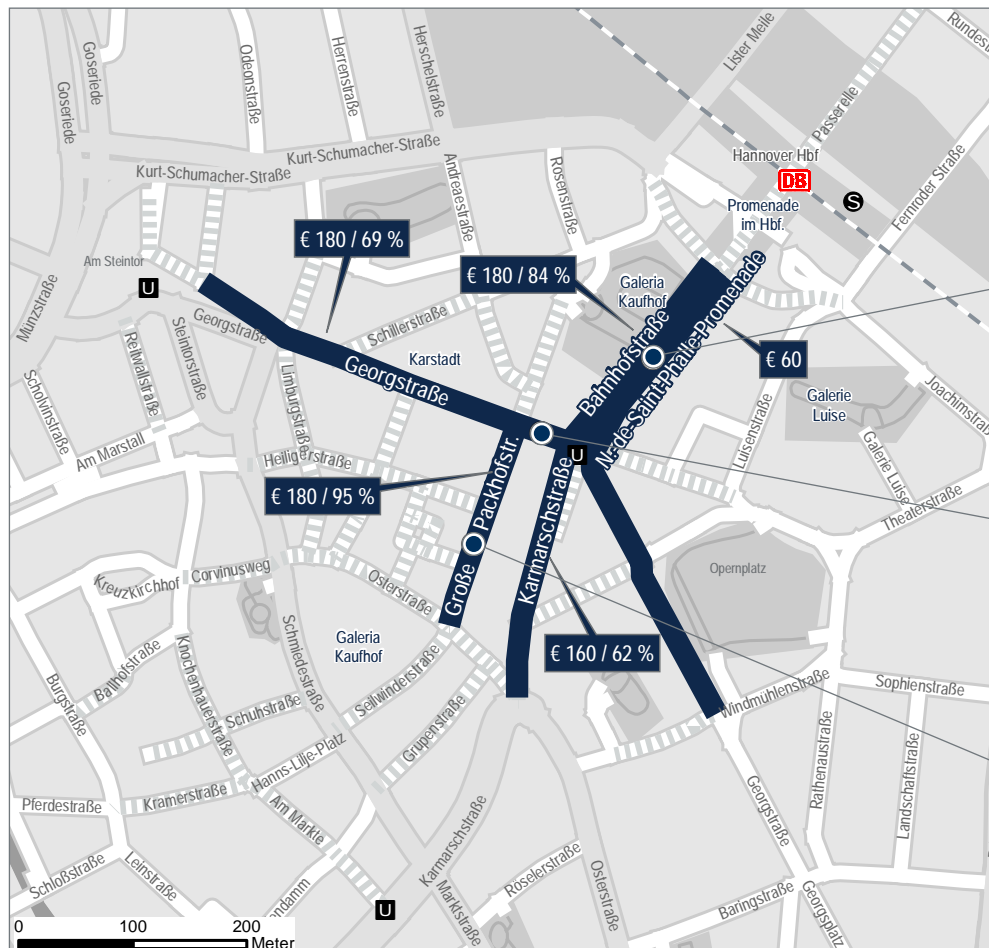 Goseriede
Goseriede
Odeonstraße
Herrenstraße
Herschelstraße
Lister Meile
Rundest
Passerelle
Kurt-Schumacher-Straße
Kurt-Schumacher-Straße
Andreaestraße
Rosenstraße
Hannover Hbf
DB
S
Fernroder Straße
Promenade
im Hbf.
€ 180 / 69 %
€ 180 / 84 %
Am Steintor
U
Münzstraße
Georgstraße
Schillerstraße
Galeria
Kaufhof
Bahnhofstraße
N.-de-Saint-Phalle-Promenade
€ 60
Karstadt
Georgstraße
Reitwallstraße
Steintorstraße
Scholvinstraße
Limburgstraße
Galerie
Luise
Joachimstraß
Luisenstraße
Galerie Luise
Theaterstraße
Am Marstall
Heiligerstraße
U
€ 180 / 95 %
Große Packhofstr.
Karmarschstraße
Kreuzkirchhof
Corvinusweg
Osterstraße
Opernplatz
Schmiedestraße
Galeria
Kaufhof
€ 160 / 62 %
Ballhofstraße
Burgstraße
Knochenhauerstraße
Schuhstraße
Sellwinderstraße
Grupenstraße
Windmühlenstraße
Sophienstraße
Hanns-Lilje-Platz
Rathenaustraße
Landschaftstraße
Georgstraße
Pferdestraße
Kramerstraße
Am Markte
Karmarschstraße
Schloßstraße
Leinstraße
Röselerstraße
Osterstraße
Marktstraße
ndamm
U
Baringstraße
Georgsplatz
0
100
200
Meter